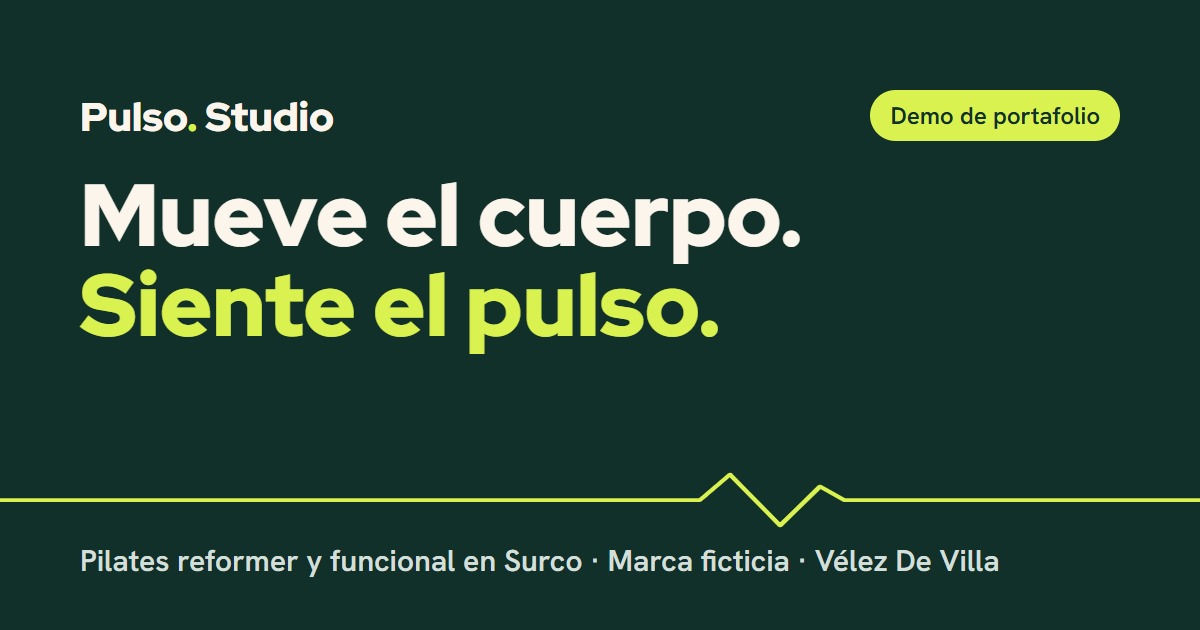 Pulso. Studio
Demo de portafolio
Mueve el cuerpo.
Siente el pulso.
Pilates reformer y funcional en Surco · Marca ficticia · Vélez De Villa